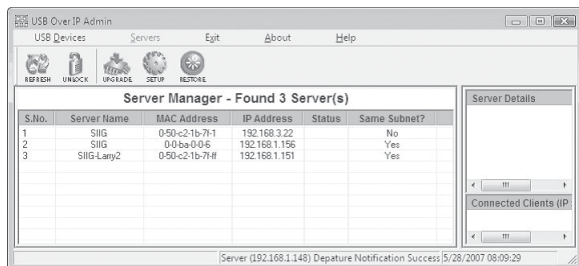 USB Over IP Admin
USB Devices Servers Exit About Help
REFRESH UNLOCK UPGRADE SETUP RESTORE
Server Manager - Found 3 Server(s)
S.No. Server Name MAC Address IP Address Status Same Subnet?
1 SIIG 0-50-c2-1b-7f-1 192.168.3.22 No
2 SIIG 0-0-ba-0-0-6 192.168.1.156 Yes
3 SIIG-Larry2 0-50-c2-1b-7f-ff 192.168.1.151 Yes
Server Details
Connected Clients (IP
Server (192.168.1.148) Depature Notification Success 5/28/2007 08:09:29